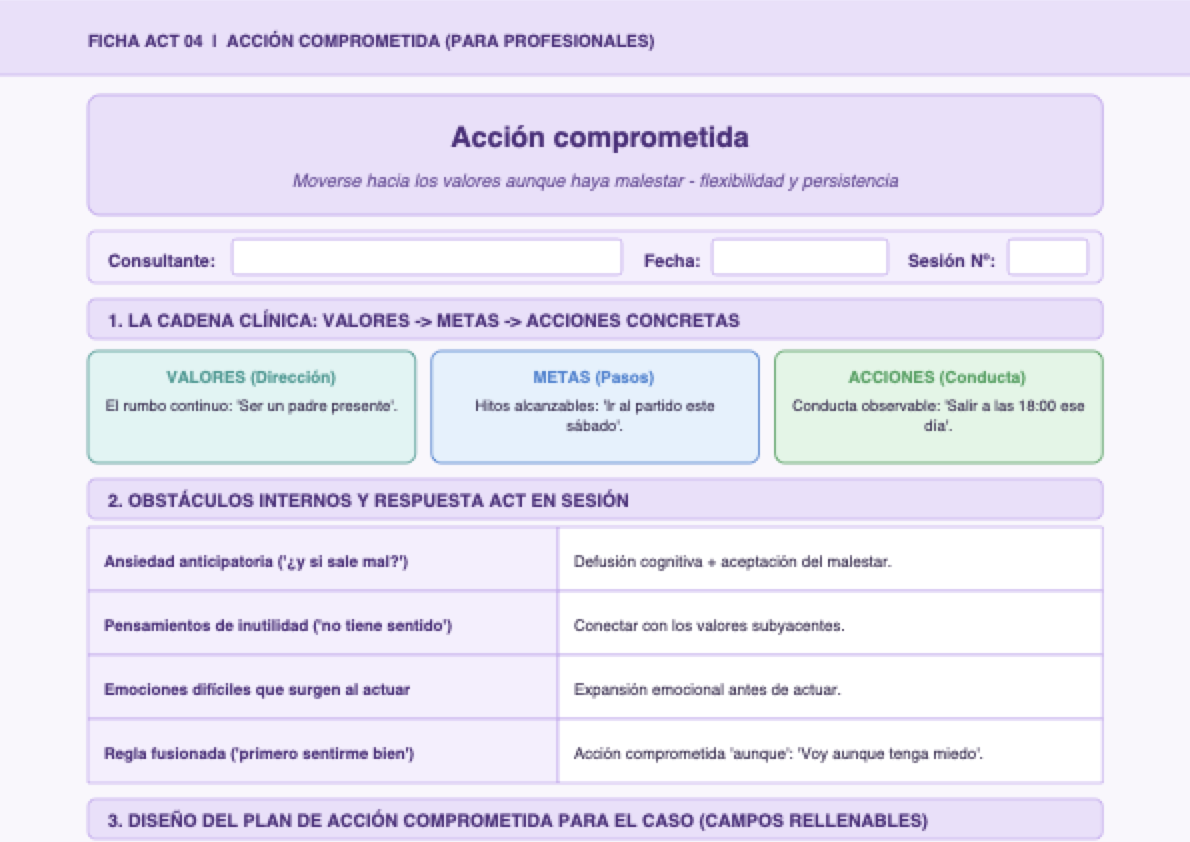 FICHA ACT 04 | ACCIÓN COMPROMETIDA (PARA PROFESIONALES)
Acción comprometida
Moverse hacia los valores aunque haya malestar - flexibilidad y persistencia
Consultante: Fecha: Sesión Nº:
1. LA CADENA CLÍNICA: VALORES -> METAS -> ACCIONES CONCRETAS
VALORES (Dirección)
El rumbo continuo: 'Ser un padre presente'.
METAS (Pasos)
Hitos alcanzables: 'Ir al partido este
sábado'.
ACCIONES (Conducta)
Conducta observable: 'Salir a las 18:00 ese
día'.
2. OBSTÁCULOS INTERNOS Y RESPUESTA ACT EN SESIÓN
Ansiedad anticipatoria ('¿y si sale mal?') Defusión cognitiva + aceptación del malestar.
Pensamientos de inutilidad ('no tiene sentido') Conectar con los valores subyacentes.
Emociones difíciles que surgen al actuar Expansión emocional antes de actuar.
Regla fusionada ('primero sentirme bien') Acción comprometida 'aunque': 'Voy aunque tenga miedo'.
3. DISEÑO DEL PLAN DE ACCIÓN COMPROMETIDA PARA EL CASO (CAMPOS RELLENABLES)